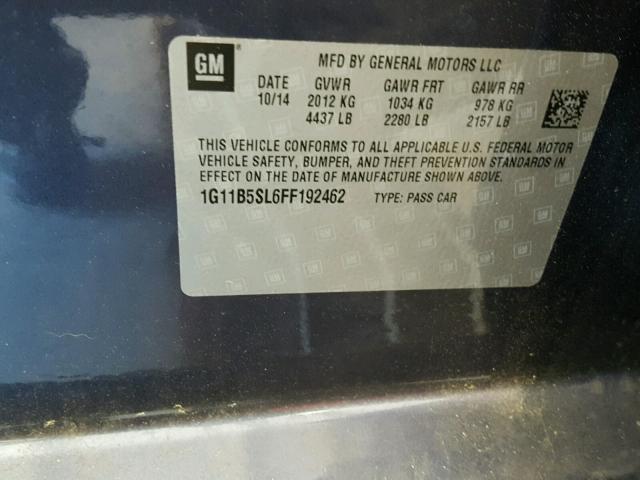 GM MFD BY GENERAL MOTORS LLC
DATE GVWR GAWR FRT GAWR RR
10/14 2012 KG 1034 KG 978 KG
4437 LB 2280 LB 2157 LB
THIS VEHICLE CONFORMS TO ALL APPLICABLE U.S. FEDERAL MOTOR
VEHICLE SAFETY, BUMPER, AND THEFT PREVENTION STANDARDS IN
EFFECT ON THE DATE OF MANUFACTURE SHOWN ABOVE.
1G11B5SL6FF192462 TYPE: PASS CAR